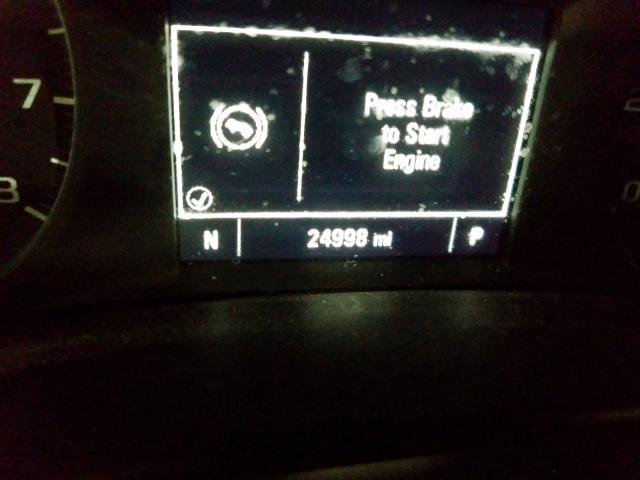 7
8
Press Brake
to Start
Engine
N 24998 mi P